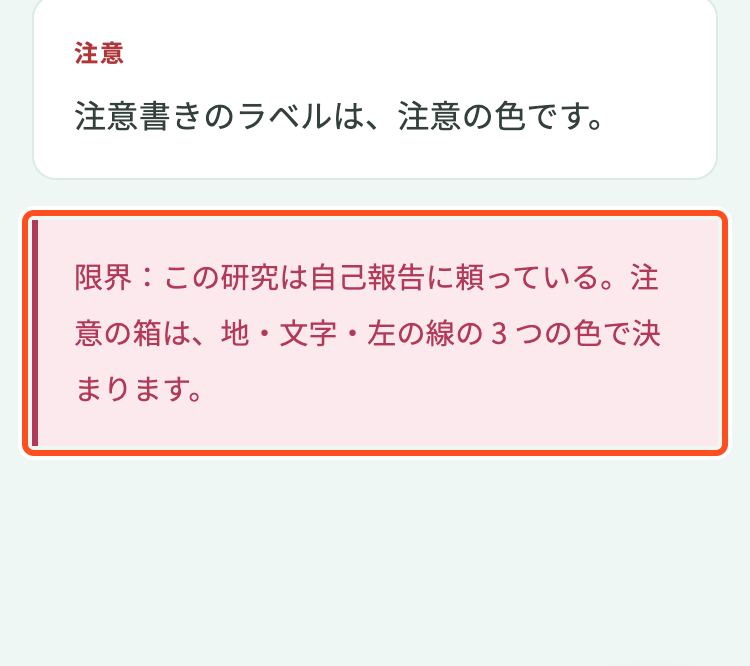 注意
注意書きのラベルは、注意の色です。
限界：この研究は自己報告に頼っている。注
意の箱は、地・文字・左の線の 3 つの色で決
まります。